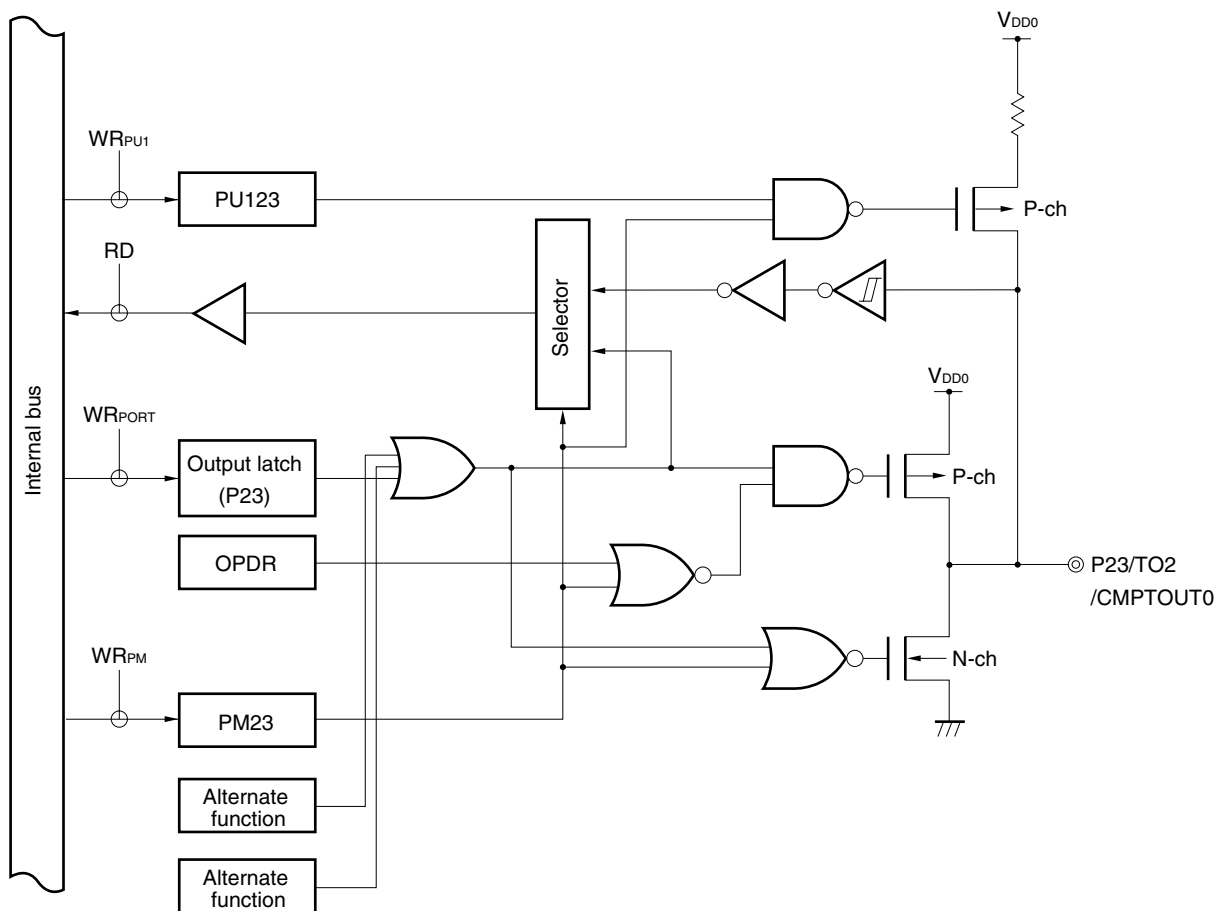 VDD0
WRPU1
PU123
P-ch
RD
Selector
Internal bus
VDD0
WRPORT
Output latch
(P23)
P-ch
OPDR
P23/TO2
/CMPTOUT0
WRPM
N-ch
PM23
Alternate
function
Alternate
function